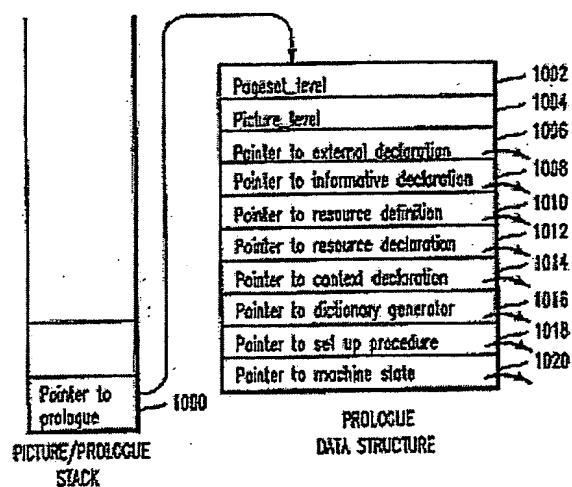 Pageset_level
1002
Picture_level
1004
Pointer to external declaration
1006
Pointer to informative declaration
1008
Pointer to resource definition
1010
Pointer to resource declaration
1012
Pointer to context declaration
1014
Pointer to dictionary generator
1016
Pointer to set up procedure
1018
Pointer to machine state
1020
Pointer to
prologue
1000
PROLOGUE
DATA STRUCTURE
PICTURE/PROLOGUE
STACK